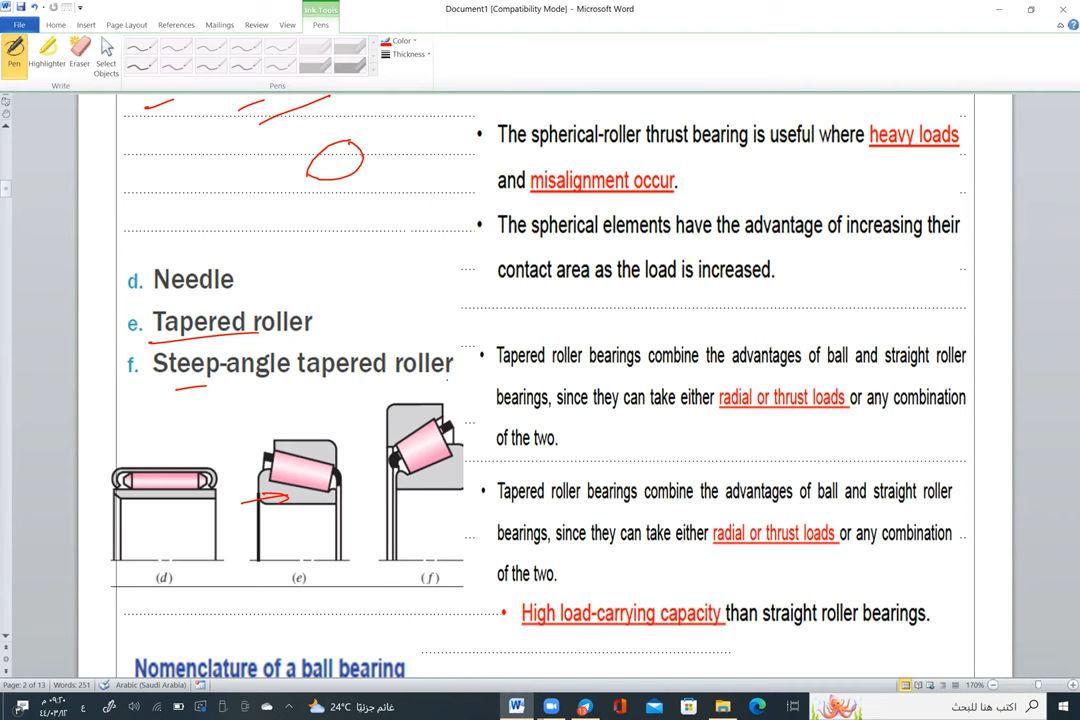 Document1 [Compatibility Mode] - Microsoft Word
Ink Tools
File Home Insert Page Layout References Mailings Review View Pens
Pen Highlighter Eraser Select Objects
Color
Thickness
Write
Pens
• The spherical-roller thrust bearing is useful where heavy loads
and misalignment occur.
• The spherical elements have the advantage of increasing their
contact area as the load is increased.
d. Needle
e. Tapered roller
f. Steep-angle tapered roller
• Tapered roller bearings combine the advantages of ball and straight roller
bearings, since they can take either radial or thrust loads or any combination
of the two.
• Tapered roller bearings combine the advantages of ball and straight roller
bearings, since they can take either radial or thrust loads or any combination
of the two.
(d) (e) (f)
• High load-carrying capacity than straight roller bearings.
Nomenclature of a ball bearing
Page: 2 of 13 Words: 251 Arabic (Saudi Arabia) 170%
ع
24°C غائم جزئيًا
اكتب هنا للبحث